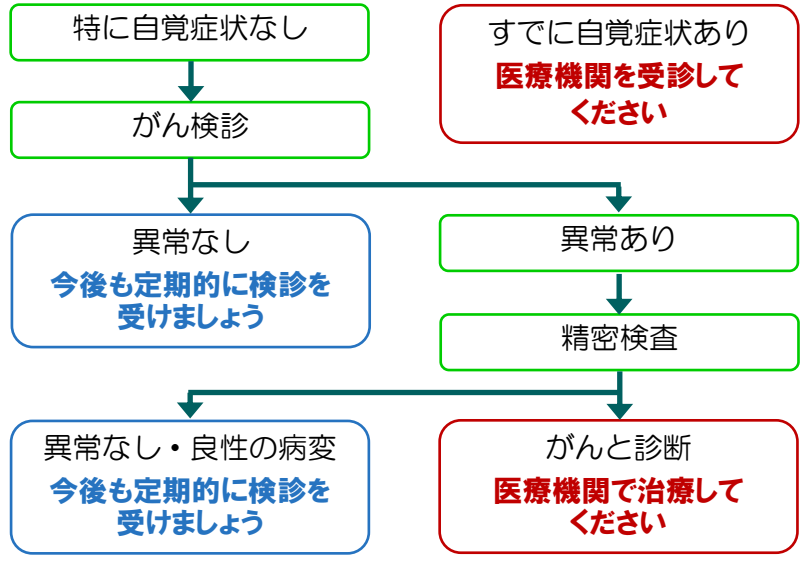 特に自覚症状なし
すでに自覚症状あり
医療機関を受診して
ください
がん検診
異常なし
今後も定期的に検診を
受けましょう
異常あり
精密検査
異常なし・良性の病変
今後も定期的に検診を
受けましょう
がんと診断
医療機関で治療して
ください